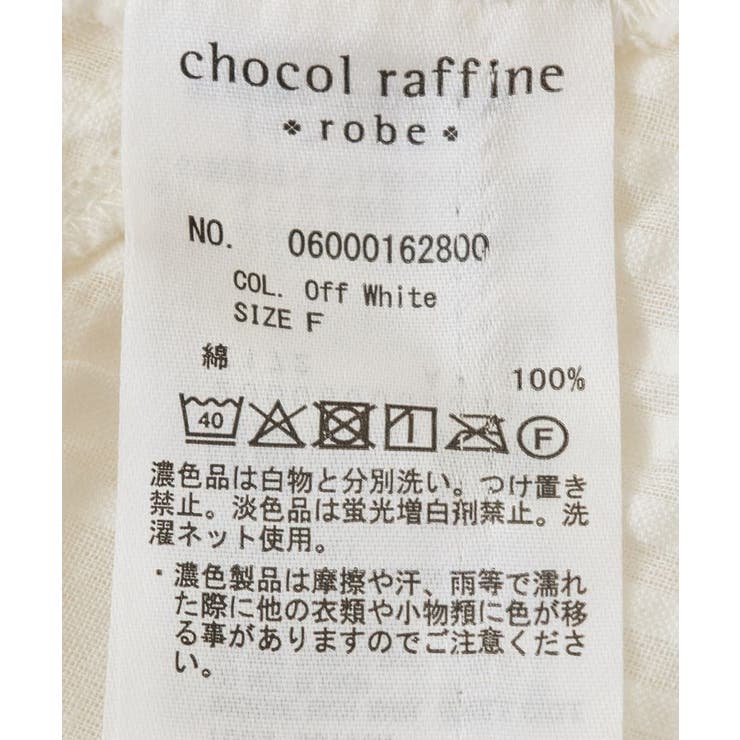 chocol raffine
robe
NO. 06000162800
COL. Off White
SIZE F
綿 100%
40 F
濃色品は白物と分別洗い。つけ置き
禁止。淡色品は蛍光増白剤禁止。洗
濯ネット使用。
・濃色製品は摩擦や汗、雨等で濡れ
た際に他の衣類や小物類に色が移
る事がありますのでご注意くださ
い。